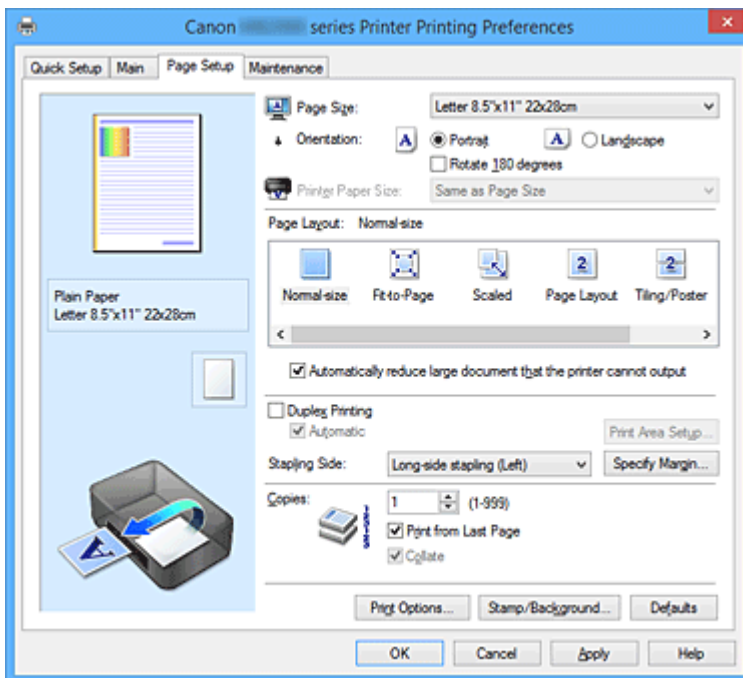 Canon series Printer Printing Preferences
Quick Setup Main Page Setup Maintenance
Page Size: Letter 8.5"x11" 22x28cm
Orientation: A Portrait A Landscape
Rotate 180 degrees
Printer Paper Size: Same as Page Size
Page Layout: Normal-size
2 2
Normal-size Fit-to-Page Scaled Page Layout Tiling/Poster
Plain Paper
Letter 8.5"x11" 22x28cm
Automatically reduce large document that the printer cannot output
Duplex Printing
Automatic Print Area Setup...
Stapling Side: Long-side stapling (Left) Specify Margin...
Copies: 1 (1-999)
Print from Last Page
Collate
A
Print Options... Stamp/Background... Defaults
OK Cancel Apply Help